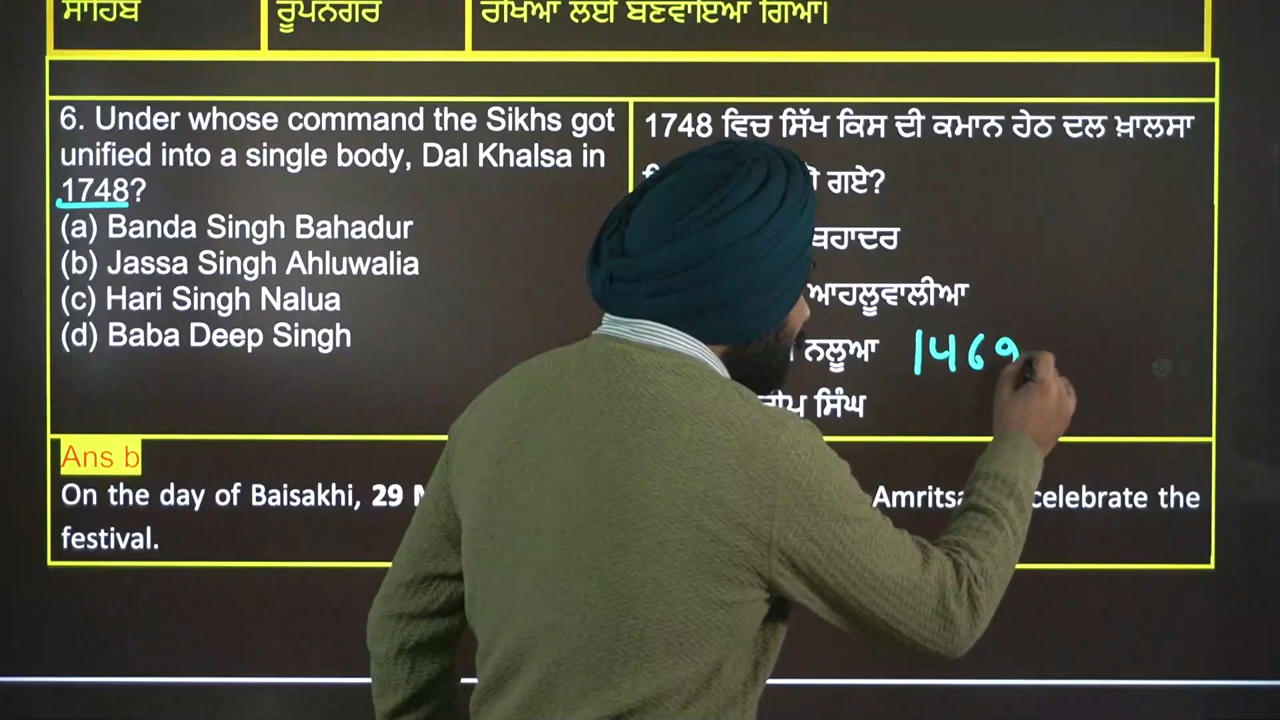 ਸਾਹਿਬ
ਰੂਪਨਗਰ
ਰੱਖਿਆ ਲਈ ਬਣਵਾਇਆ ਗਿਆ।
6. Under whose command the Sikhs got
unified into a single body, Dal Khalsa in
1748?
(a) Banda Singh Bahadur
(b) Jassa Singh Ahluwalia
(c) Hari Singh Nalua
(d) Baba Deep Singh
1748 ਵਿਚ ਸਿੱਖ ਕਿਸ ਦੀ ਕਮਾਨ ਹੇਠ ਦਲ ਖ਼ਾਲਸਾ
ਗਏ?
ਬਹਾਦਰ
ਆਹਲੂਵਾਲੀਆ
ਨਲੂਆ 1469
ਦੀਪ ਸਿੰਘ
Ans b
On the day of Baisakhi, 29 celebrate the
festival.